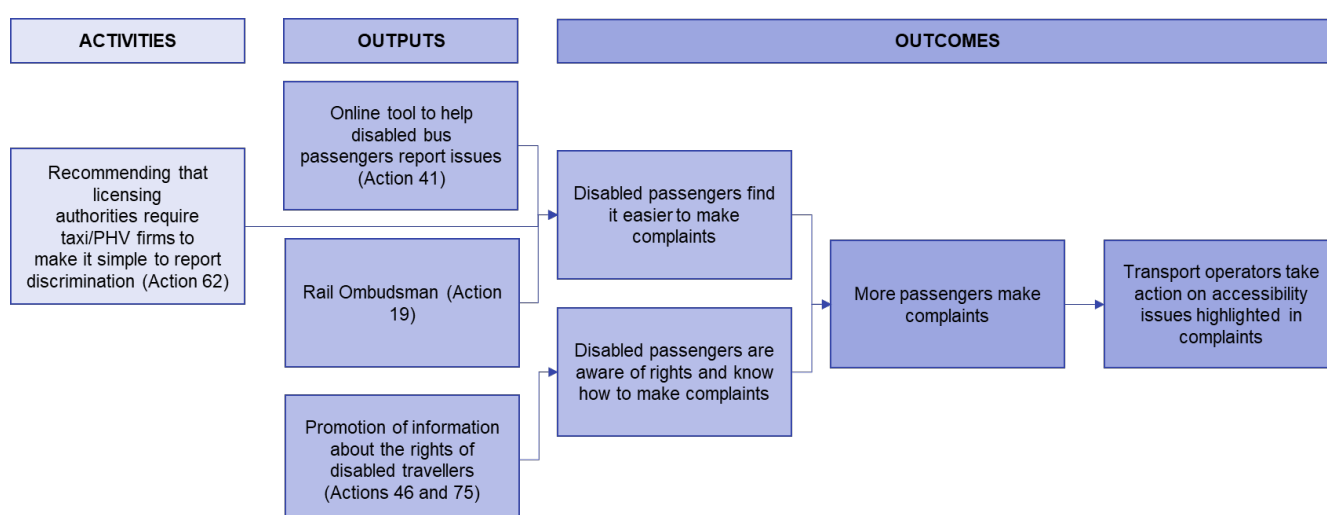 ACTIVITIES
OUTPUTS
OUTCOMES
Recommending that
licensing
authorities require
taxi/PHV firms to
make it simple to report
discrimination (Action 62)
Online tool to help
disabled bus
passengers report issues
(Action 41)
Rail Ombudsman (Action
19)
Promotion of information
about the rights of
disabled travellers
(Actions 46 and 75)
Disabled passengers find
it easier to make
complaints
Disabled passengers are
aware of rights and know
how to make complaints
More passengers make
complaints
Transport operators take
action on accessibility
issues highlighted in
complaints